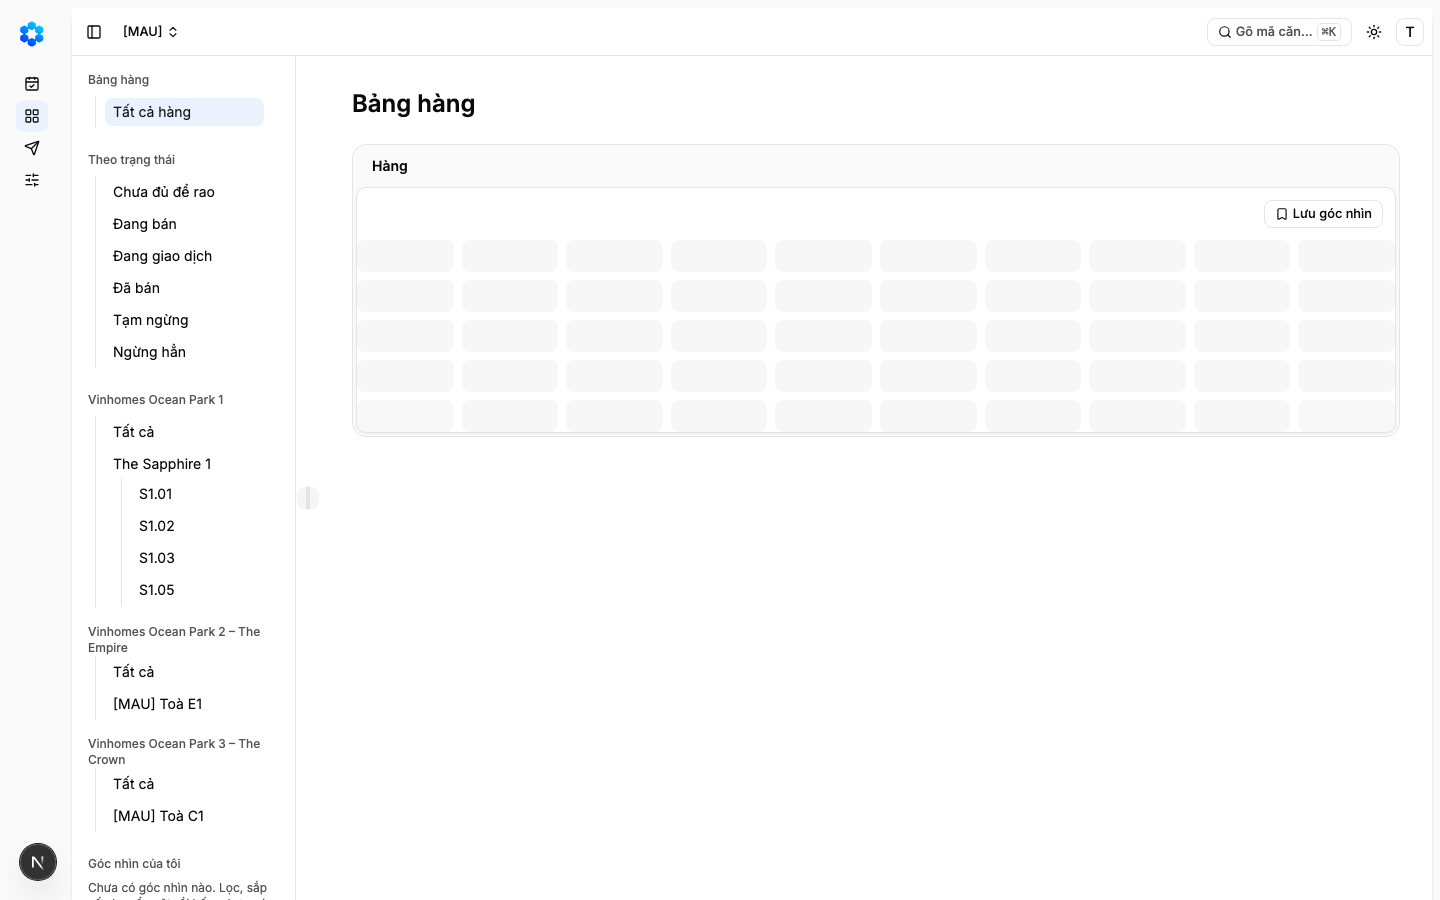 [MAU]
Gõ mã căn...
⌘K
T
Bảng hàng
Tất cả hàng
Theo trạng thái
Chưa đủ để rao
Đang bán
Đang giao dịch
Đã bán
Tạm ngừng
Ngừng hẳn
Vinhomes Ocean Park 1
Tất cả
The Sapphire 1
S1.01
S1.02
S1.03
S1.05
Vinhomes Ocean Park 2 – The
Empire
Tất cả
[MAU] Toà E1
Vinhomes Ocean Park 3 – The
Crown
Tất cả
[MAU] Toà C1
Góc nhìn của tôi
Chưa có góc nhìn nào. Lọc, sắp
Bảng hàng
Hàng
Lưu góc nhìn
N